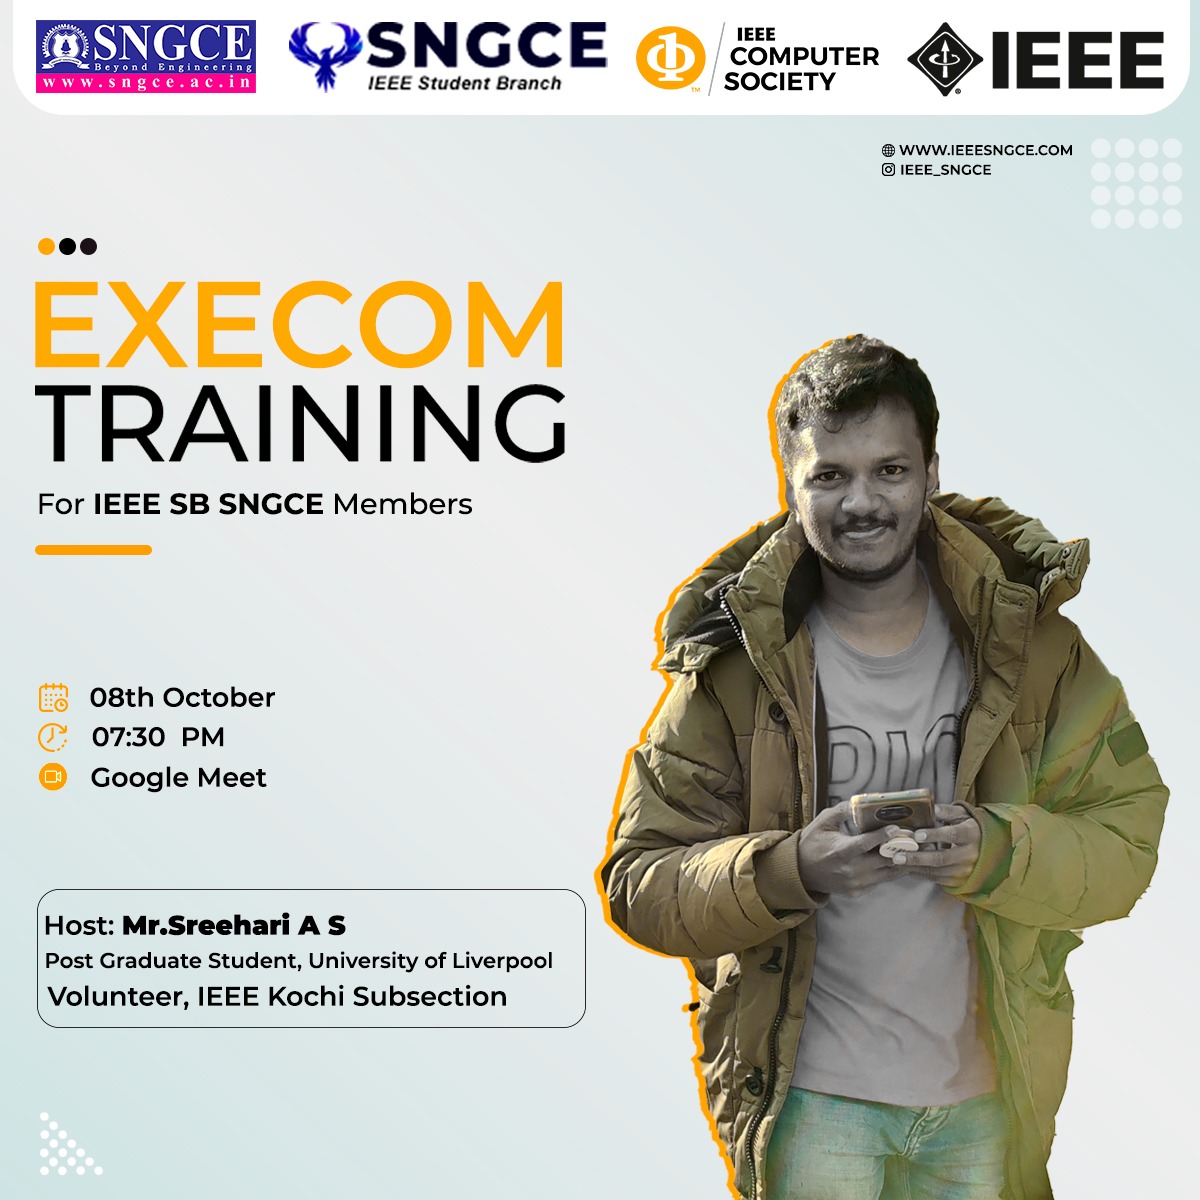 SNGCE
Beyond Engineering
www.sngce.ac.in
SNGCE
IEEE Student Branch
IEEE
COMPUTER
SOCIETY
TM
IEEE
®
WWW.IEEESNGCE.COM
IEEE_SNGCE
EXECOM
TRAINING
For IEEE SB SNGCE Members
08th October
07:30 PM
Google Meet
Host: Mr.Sreehari A S
Post Graduate Student, University of Liverpool
Volunteer, IEEE Kochi Subsection